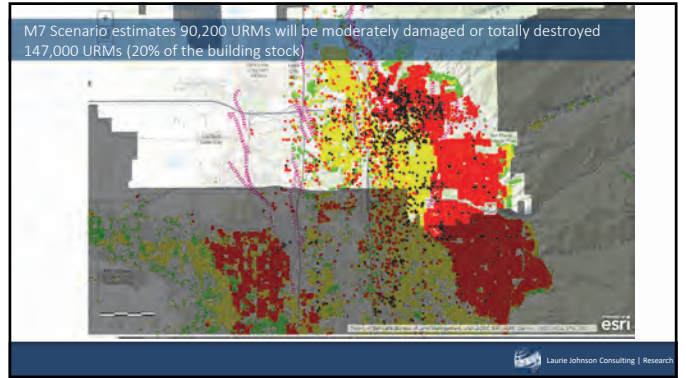 M7 Scenario estimates 90,200 URMs will be moderately damaged or totally destroyed
147,000 URMs (20% of the building stock)
esri
Laurie Johnson Consulting | Research